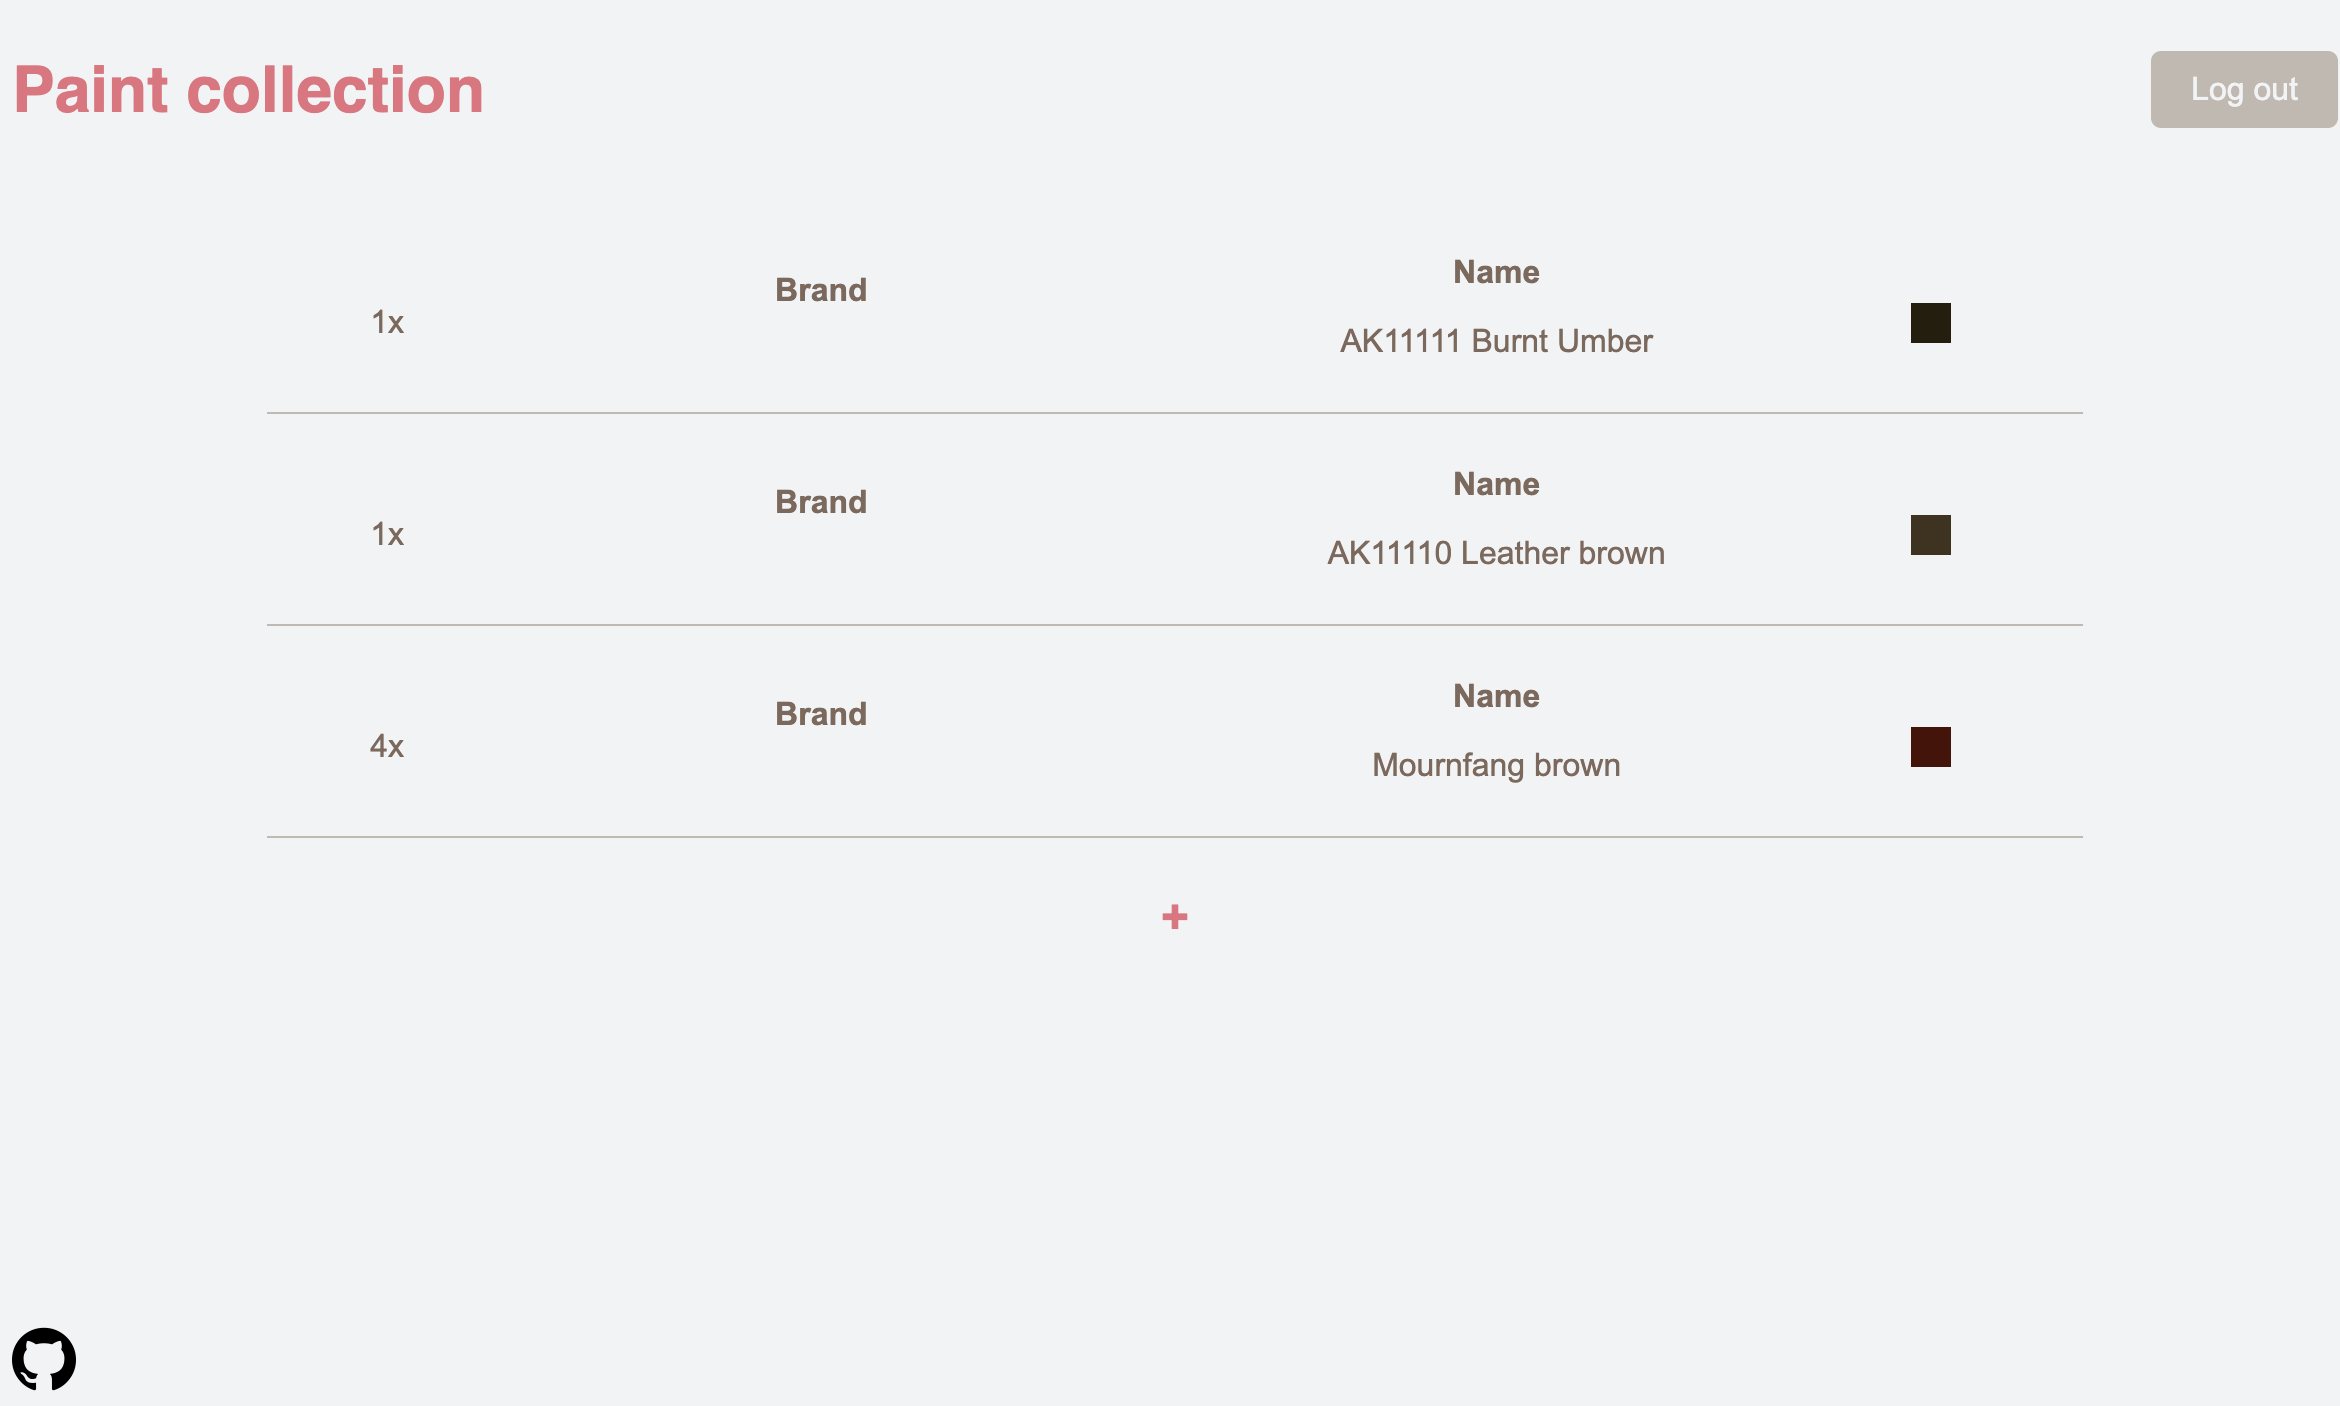 Paint collection
Log out
1x
Brand
Name
AK11111 Burnt Umber
1x
Brand
Name
AK11110 Leather brown
4x
Brand
Name
Mournfang brown
+